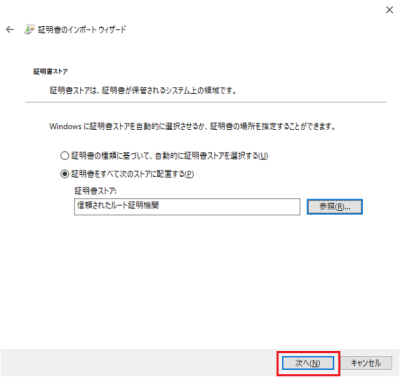 証明書のインポート ウィザード
証明書ストア
証明書ストアは、証明書が保管されるシステム上の領域です。
Windows に証明書ストアを自動的に選択させるか、証明書の場所を指定することができます。
証明書の種類に基づいて、自動的に証明書ストアを選択する(U)
証明書をすべて次のストアに配置する(P)
証明書ストア:
信頼されたルート証明機関
参照(R)...
次へ(N)
キャンセル